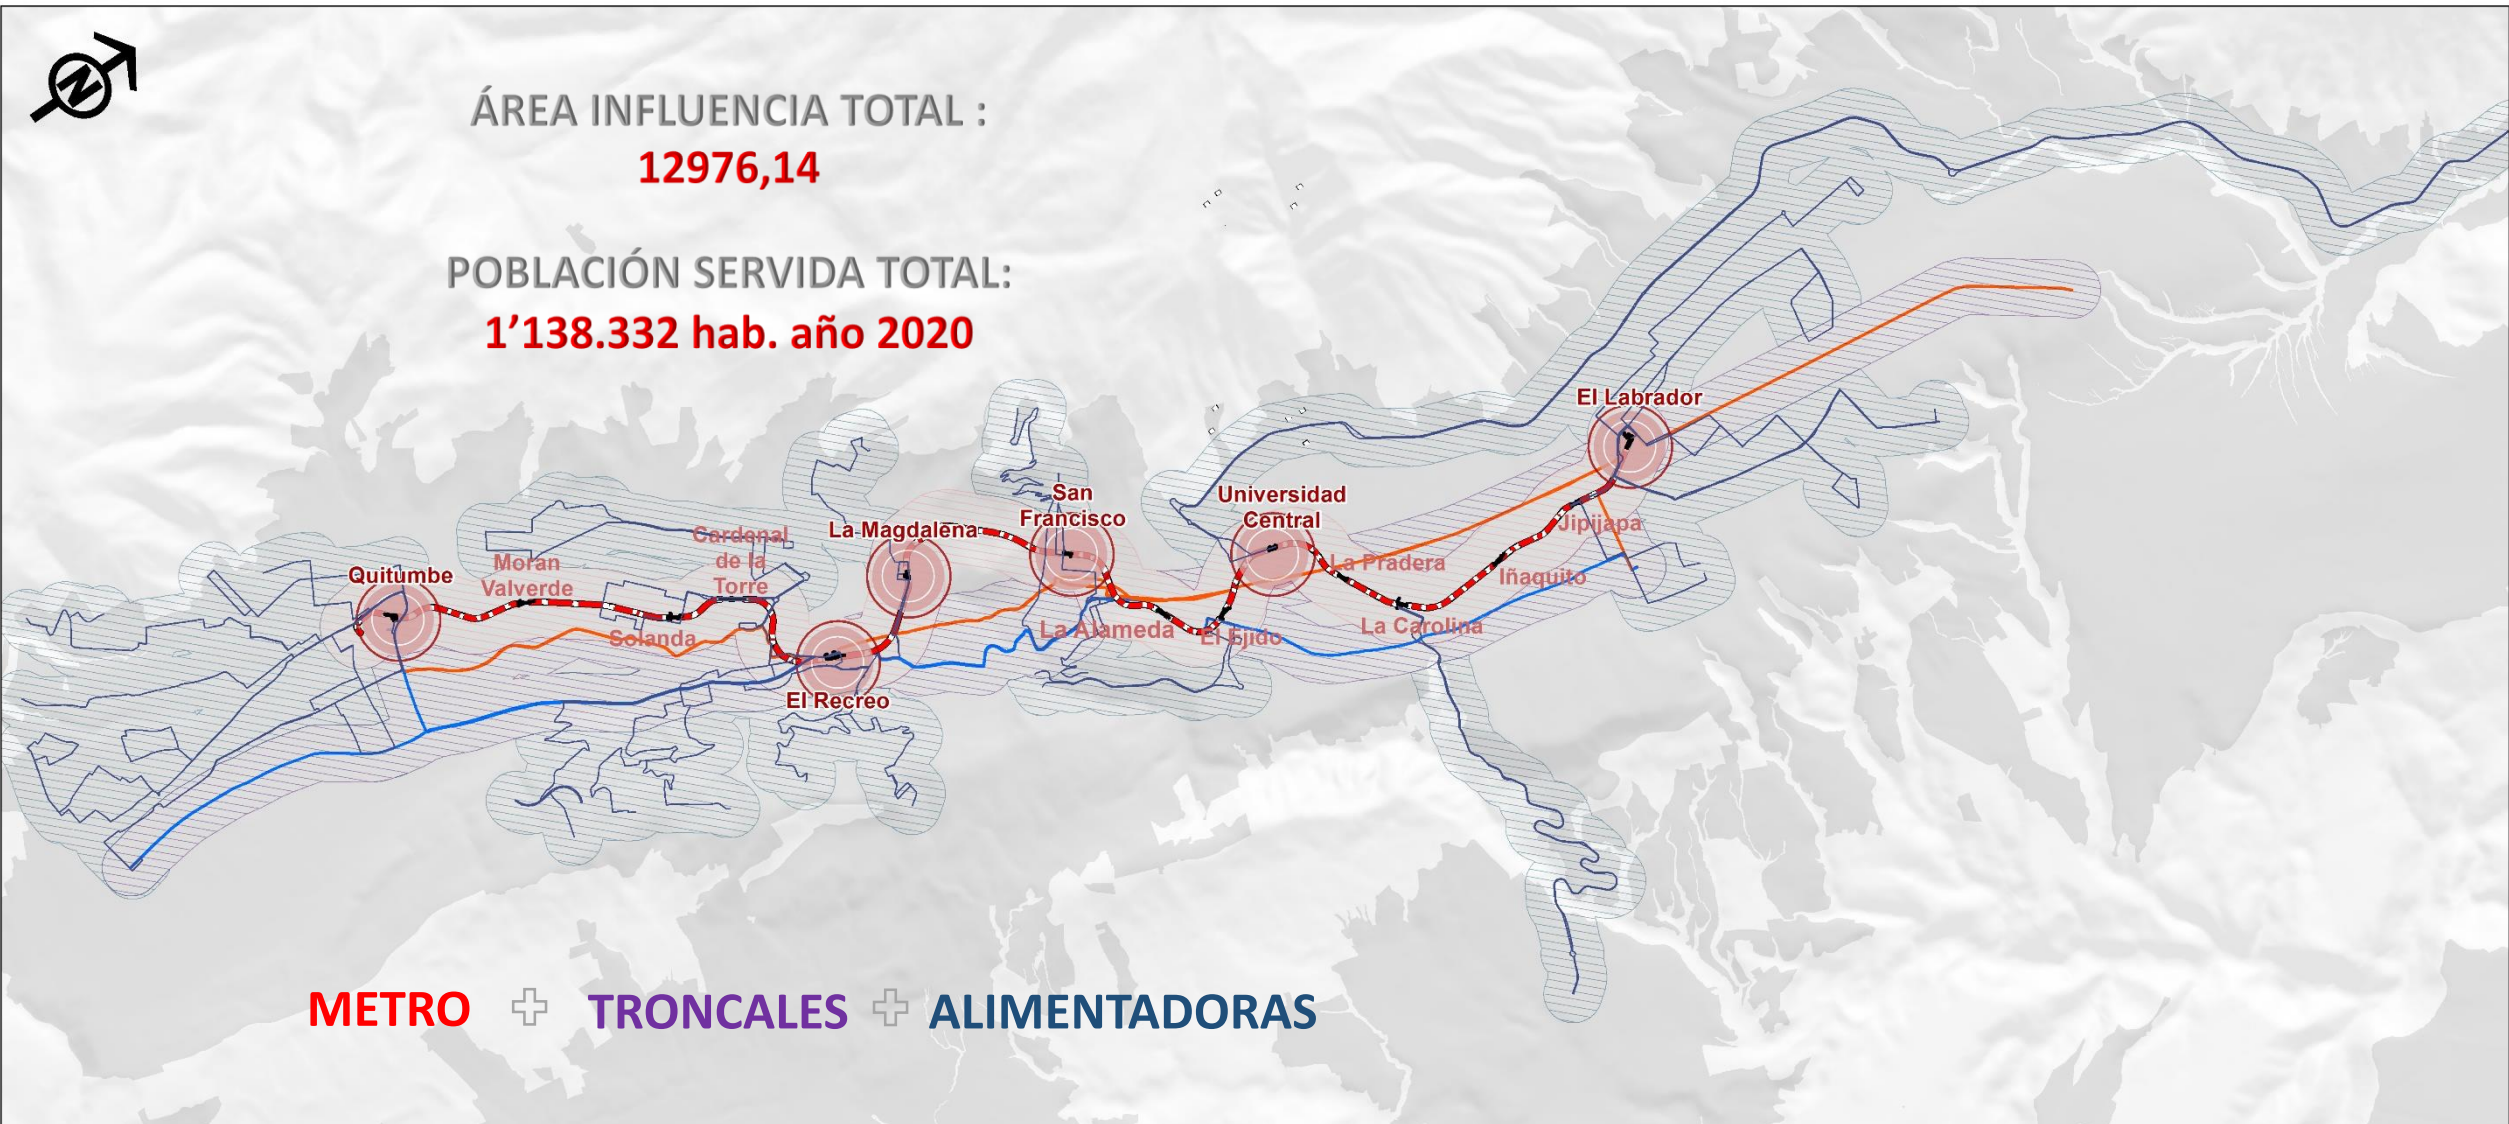 N
ÁREA INFLUENCIA TOTAL :
12976,14
POBLACIÓN SERVIDA TOTAL:
1’138.332 hab. año 2020
El Labrador
San
Francisco
Universidad
Central
La Magdalena
Jipijapa
Cardenal
de la
Torre
Moran
Valverde
Quitumbe
La Pradera
Iñaquito
Solanda
La Alameda
El Ejido
La Carolina
El Recreo
METRO
TRONCALES
ALIMENTADORAS